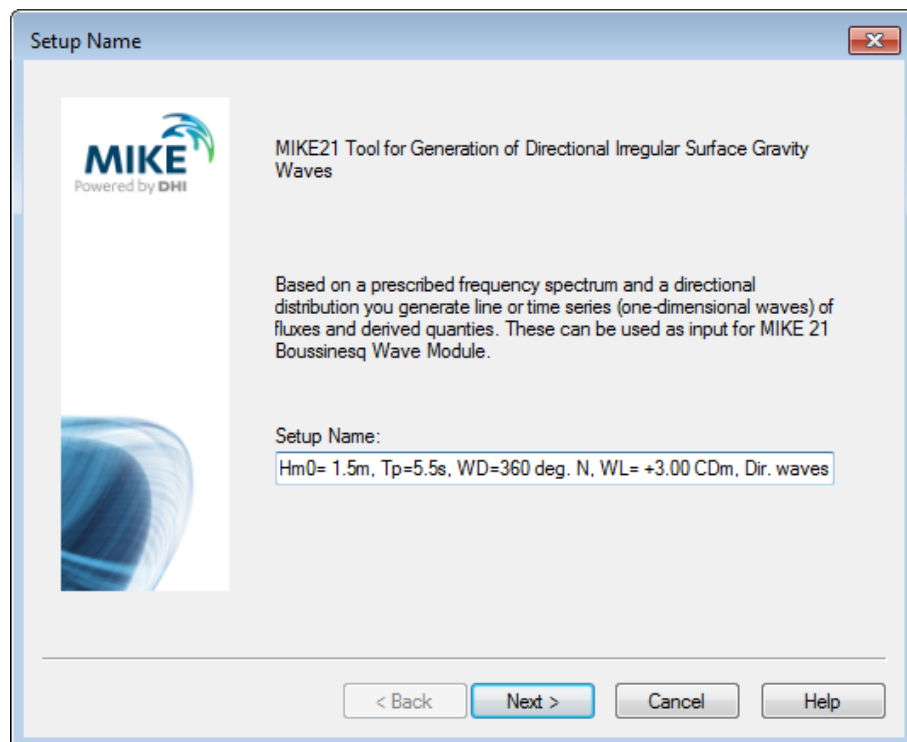 Setup Name
MIKE
Powered by DHI
MIKE21 Tool for Generation of Directional Irregular Surface Gravity
Waves
Based on a prescribed frequency spectrum and a directional
distribution you generate line or time series (one-dimensional waves) of
fluxes and derived quanties. These can be used as input for MIKE 21
Boussinesq Wave Module.
Setup Name:
Hm0= 1.5m, Tp=5.5s, WD=360 deg. N, WL= +3.00 CDm, Dir. waves
< Back
Next >
Cancel
Help